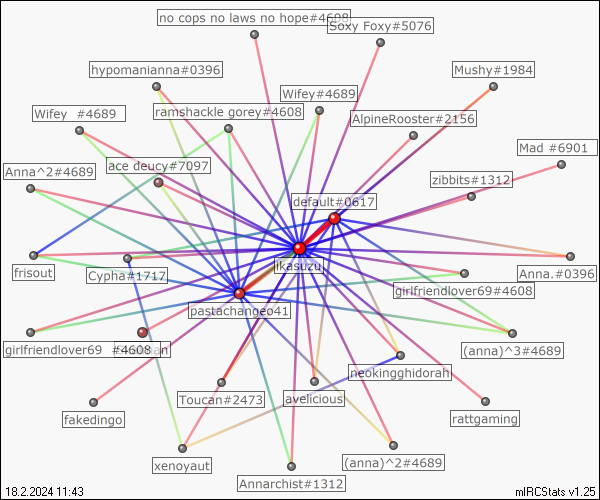 no cops no laws no hope#4608
Soxy Foxy#5076
hypomanianna#0396
Mushy#1984
Wifey#4689
Wifey #4689
ramshackle gorey#4608
AlpineRooster#2156
Mad #6901
ace deucy#7097
Anna^2#4689
zibbits#1312
default#0617
ikasuzu
frisout
Cypha#1717
Anna.#0396
girlfriendlover69#4608
pastachangeo41
girlfriendlover69 #4608
(anna)^3#4689
neokingghidorah
Toucan#2473
avelicious
fakedingo
rattgaming
xenoyaut
(anna)^2#4689
Annarchist#1312
18.2.2024 11:43
mIRCStats v1.25